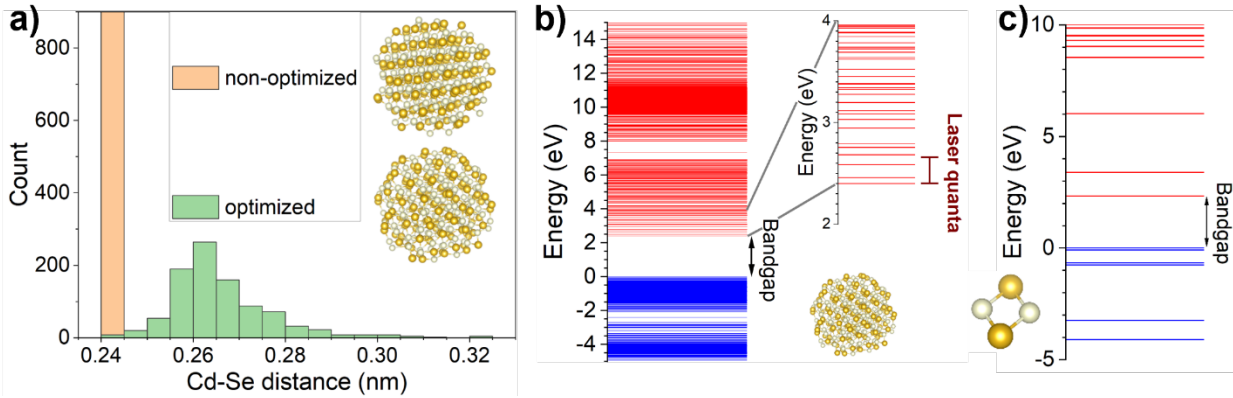 a)
800
600
400
200
0
Count
non-optimized
optimized
0.24
0.26
0.28
0.30
0.32
Cd-Se distance (nm)
b)
14
12
10
8
6
4
2
0
-2
-4
Energy (eV)
Bandgap
4
3
2
Energy (eV)
Laser quanta
c)
10
5
0
-5
Energy (eV)
Bandgap